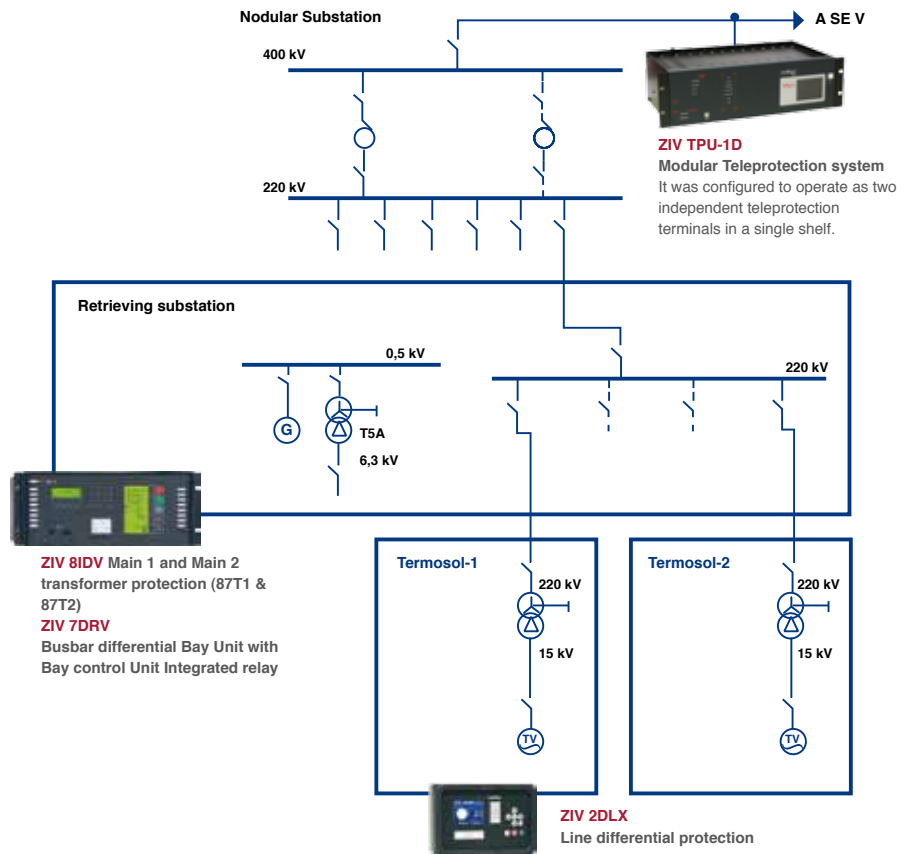 Nodular Substation
A SE V
400 kV
ZIV TPU-1D
Modular Teleprotection system
It was configured to operate as two
independent teleprotection
terminals in a single shelf.
220 kV
Retrieving substation
0,5 kV
220 kV
G
T5A
6,3 kV
ZIV 8IDV Main 1 and Main 2
transformer protection (87T1 &
87T2)
ZIV 7DRV
Busbar differential Bay Unit with
Bay control Unit Integrated relay
Termosol-1
220 kV
15 kV
TV
Termosol-2
220 kV
15 kV
TV
ZIV 2DLX
Line differential protection